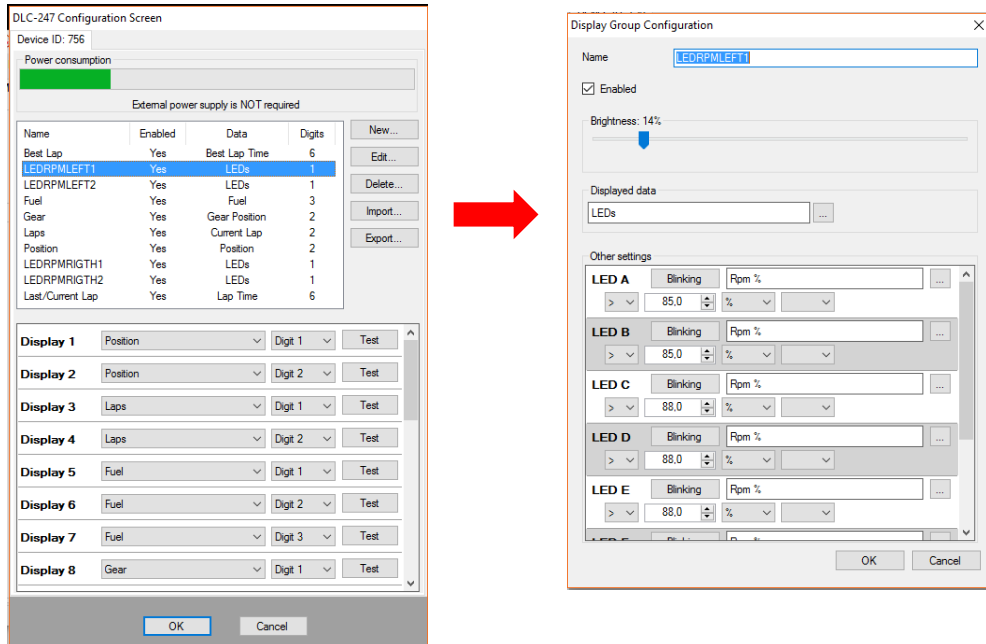 DLC-247 Configuration Screen
Device ID: 756
Power consumption
External power supply is NOT required
Name Enabled Data Digits
Best Lap Yes Best Lap Time 6
LEDRPMLEFT1 Yes LEDs 1
LEDRPMLEFT2 Yes LEDs 1
Fuel Yes Fuel 3
Gear Yes Gear Position 2
Laps Yes Current Lap 2
Position Yes Position 2
LEDRPMRIGTH1 Yes LEDs 1
LEDRPMRIGTH2 Yes LEDs 1
Last/Current Lap Yes Lap Time 6
New...
Edit...
Delete...
Import...
Export...
Display 1 Position Digit 1 Test
Display 2 Position Digit 2 Test
Display 3 Laps Digit 1 Test
Display 4 Laps Digit 2 Test
Display 5 Fuel Digit 1 Test
Display 6 Fuel Digit 2 Test
Display 7 Fuel Digit 3 Test
Display 8 Gear Digit 1 Test
OK Cancel
Display Group Configuration
Name LEDRPMLEFT1
Enabled
Brightness: 14%
Displayed data
LEDs ...
Other settings
LED A Blinking Rpm % ...
> 85,0 %
LED B Blinking Rpm % ...
> 85,0 %
LED C Blinking Rpm % ...
> 88,0 %
LED D Blinking Rpm % ...
> 88,0 %
LED E Blinking Rpm % ...
> 88,0 %
OK Cancel